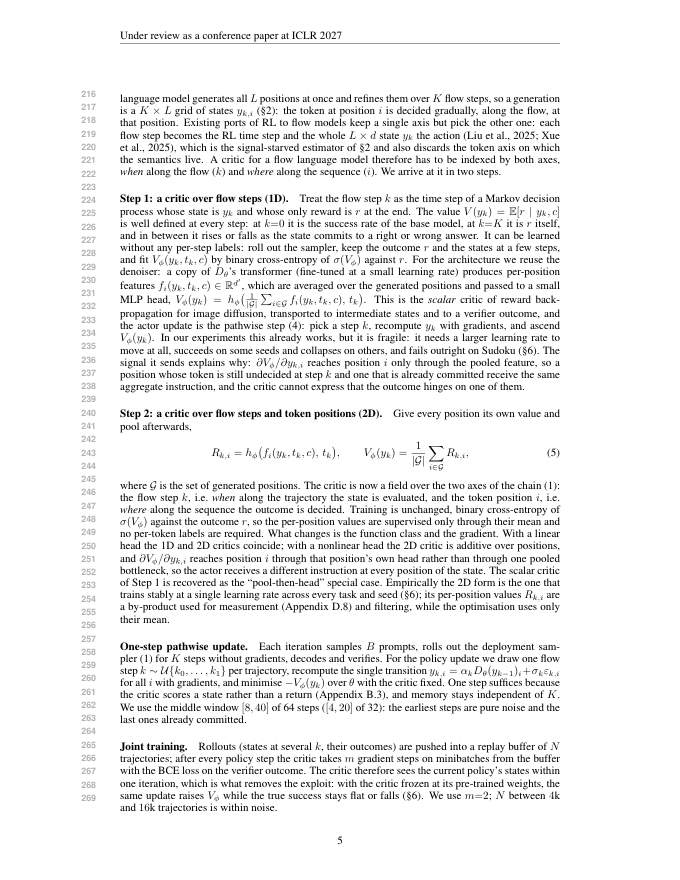 Under review as a conference paper at ICLR 2027
216
217
218
219
220
221
222
223
224
225
226
227
228
229
230
231
232
233
234
235
236
237
238
239
240
241
242
243
244
245
246
247
248
249
250
251
252
253
254
255
256
257
258
259
260
261
262
263
264
265
266
267
268
269
language model generates all L positions at once and refines them over K flow steps, so a generation
is a K × L grid of states y_{k,i} (§2): the token at position i is decided gradually, along the flow, at
that position. Existing ports of RL to flow models keep a single axis but pick the other one: each
flow step becomes the RL time step and the whole L × d state y_k the action (Liu et al., 2025; Xue
et al., 2025), which is the signal-starved estimator of §2 and also discards the token axis on which
the semantics live. A critic for a flow language model therefore has to be indexed by both axes,
when along the flow (k) and where along the sequence (i). We arrive at it in two steps.
Step 1: a critic over flow steps (1D). Treat the flow step k as the time step of a Markov decision
process whose state is y_k and whose only reward is r at the end. The value V(y_k) = 𝔼[r | y_k, c]
is well defined at every step: at k=0 it is the success rate of the base model, at k=K it is r itself,
and in between it rises or falls as the state commits to a right or wrong answer. It can be learned
without any per-step labels: roll out the sampler, keep the outcome r and the states at a few steps,
and fit V_ϕ(y_k, t_k, c) by binary cross-entropy of σ(V_ϕ) against r. For the architecture we reuse the
denoiser: a copy of D_θ's transformer (fine-tuned at a small learning rate) produces per-position
features f_i(y_k, t_k, c) ∈ ℝ^{d′}, which are averaged over the generated positions and passed to a small
MLP head, V_ϕ(y_k) = h_ϕ(1/|𝒢| ∑_{i∈𝒢} f_i(y_k, t_k, c), t_k). This is the scalar critic of reward back-
propagation for image diffusion, transported to intermediate states and to a verifier outcome, and
the actor update is the pathwise step (4): pick a step k, recompute y_k with gradients, and ascend
V_ϕ(y_k). In our experiments this already works, but it is fragile: it needs a larger learning rate to
move at all, succeeds on some seeds and collapses on others, and fails outright on Sudoku (§6). The
signal it sends explains why: ∂V_ϕ/∂y_{k,i} reaches position i only through the pooled feature, so a
position whose token is still undecided at step k and one that is already committed receive the same
aggregate instruction, and the critic cannot express that the outcome hinges on one of them.
Step 2: a critic over flow steps and token positions (2D). Give every position its own value and
pool afterwards,
R_{k,i} = h_ϕ(f_i(y_k, t_k, c), t_k), V_ϕ(y_k) = 1/|𝒢| ∑_{i∈𝒢} R_{k,i}, (5)
where 𝒢 is the set of generated positions. The critic is now a field over the two axes of the chain (1):
the flow step k, i.e. when along the trajectory the state is evaluated, and the token position i, i.e.
where along the sequence the outcome is decided. Training is unchanged, binary cross-entropy of
σ(V_ϕ) against the outcome r, so the per-position values are supervised only through their mean and
no per-token labels are required. What changes is the function class and the gradient. With a linear
head the 1D and 2D critics coincide; with a nonlinear head the 2D critic is additive over positions,
and ∂V_ϕ/∂y_{k,i} reaches position i through that position's own head rather than through one pooled
bottleneck, so the actor receives a different instruction at every position of the state. The scalar critic
of Step 1 is recovered as the “pool-then-head” special case. Empirically the 2D form is the one that
trains stably at a single learning rate across every task and seed (§6); its per-position values R_{k,i} are
a by-product used for measurement (Appendix D.8) and filtering, while the optimisation uses only
their mean.
One-step pathwise update. Each iteration samples B prompts, rolls out the deployment sam-
pler (1) for K steps without gradients, decodes and verifies. For the policy update we draw one flow
step k ∼ 𝒰{k_0, . . . , k_1} per trajectory, recompute the single transition y_{k,i} = α_k D_θ(y_{k−1})_i + σ_k ε_{k,i}
for all i with gradients, and minimise −V_ϕ(y_k) over θ with the critic fixed. One step suffices because
the critic scores a state rather than a return (Appendix B.3), and memory stays independent of K.
We use the middle window [8, 40] of 64 steps ([4, 20] of 32): the earliest steps are pure noise and the
last ones already committed.
Joint training. Rollouts (states at several k, their outcomes) are pushed into a replay buffer of N
trajectories; after every policy step the critic takes m gradient steps on minibatches from the buffer
with the BCE loss on the verifier outcome. The critic therefore sees the current policy's states within
one iteration, which is what removes the exploit: with the critic frozen at its pre-trained weights, the
same update raises V_ϕ while the true success stays flat or falls (§6). We use m=2; N between 4k
and 16k trajectories is within noise.
5